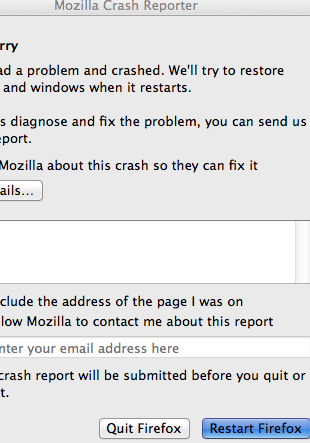 Mozilla Crash Reporter
rry
ad a problem and crashed. We'll try to restore
and windows when it restarts.
s diagnose and fix the problem, you can send us
eport.
Mozilla about this crash so they can fix it
ails...
clude the address of the page I was on
low Mozilla to contact me about this report
nter your email address here
crash report will be submitted before you quit or
t.
Quit Firefox
Restart Firefox